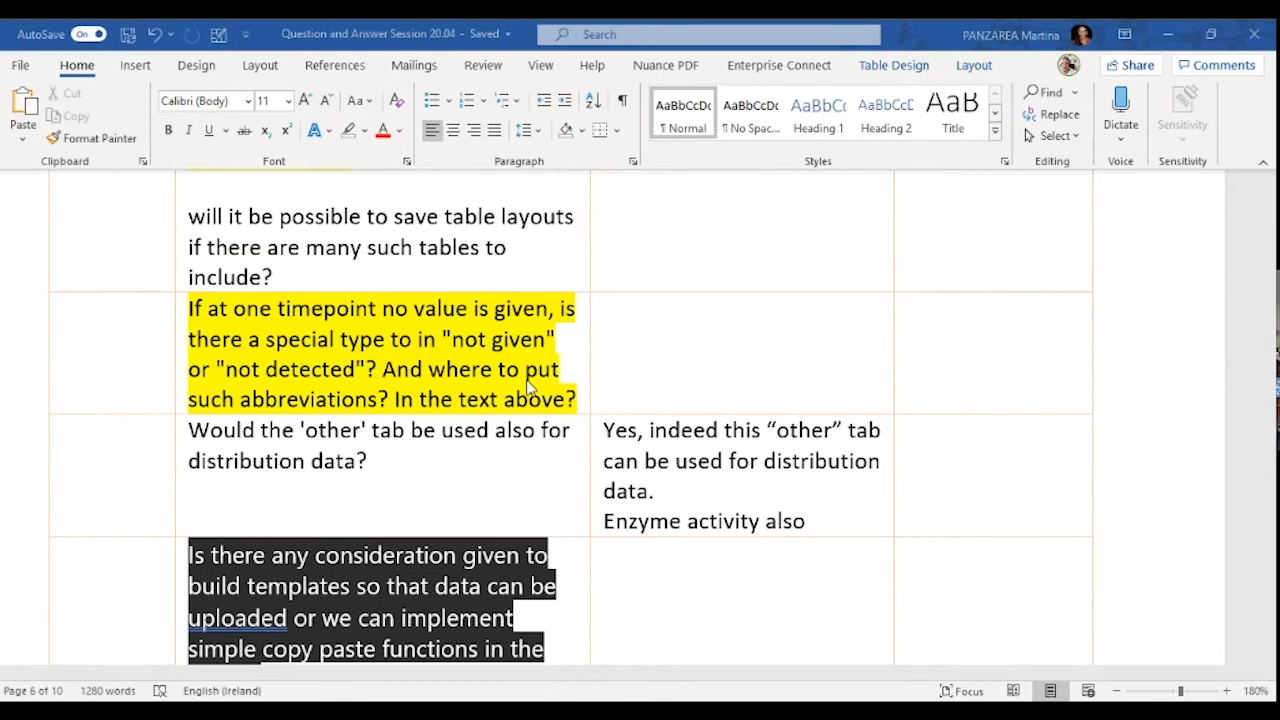 AutoSave On Question and Answer Session 20.04 - Saved Search PANZAREA Martina
File Home Insert Design Layout References Mailings Review View Help Nuance PDF Enterprise Connect Table Design Layout Share Comments
Paste
Cut
Copy
Format Painter
Clipboard
Calibri (Body) 11
Font
Paragraph
AaBbCcDc AaBbCcDc AaBbCc AaBbCcD AaB
¶ Normal ¶ No Spac... Heading 1 Heading 2 Title
Styles
Find
Replace
Select
Editing
Dictate
Voice
Sensitivity
Sensitivity
will it be possible to save table layouts
if there are many such tables to
include?
If at one timepoint no value is given, is
there a special type to in "not given"
or "not detected"? And where to put
such abbreviations? In the text above?
Would the 'other' tab be used also for
distribution data?
Yes, indeed this “other” tab
can be used for distribution
data.
Enzyme activity also
Is there any consideration given to
build templates so that data can be
uploaded or we can implement
simple copy paste functions in the
Page 6 of 10 1280 words English (Ireland) Focus 180%